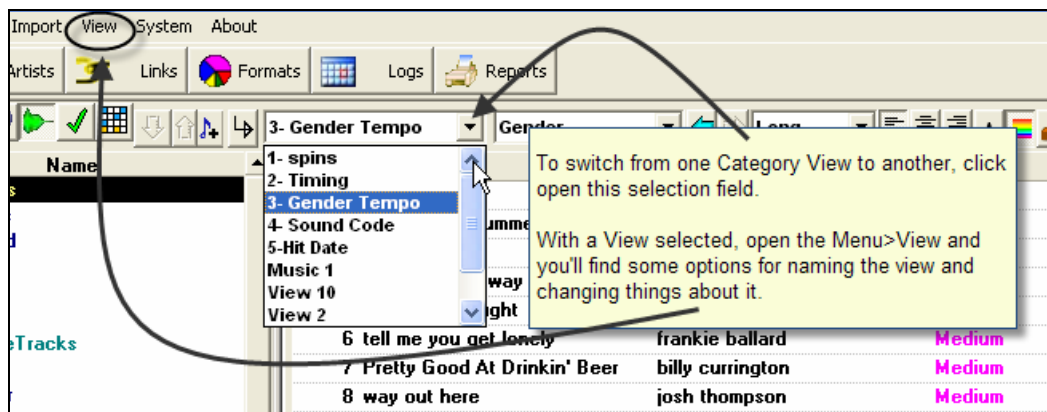 Import View System About
Artists Links Formats Logs Reports
3- Gender Tempo Gender Long
Name
1- spins
2- Timing
3- Gender Tempo
4- Sound Code
5-Hit Date
Music 1
View 10
View 2
To switch from one Category View to another, click
open this selection field.
With a View selected, open the Menu>View and
you'll find some options for naming the view and
changing things about it.
way
eTracks
6 tell me you get lonely frankie ballard Medium
7 Pretty Good At Drinkin' Beer billy currington Medium
8 way out here josh thompson Medium